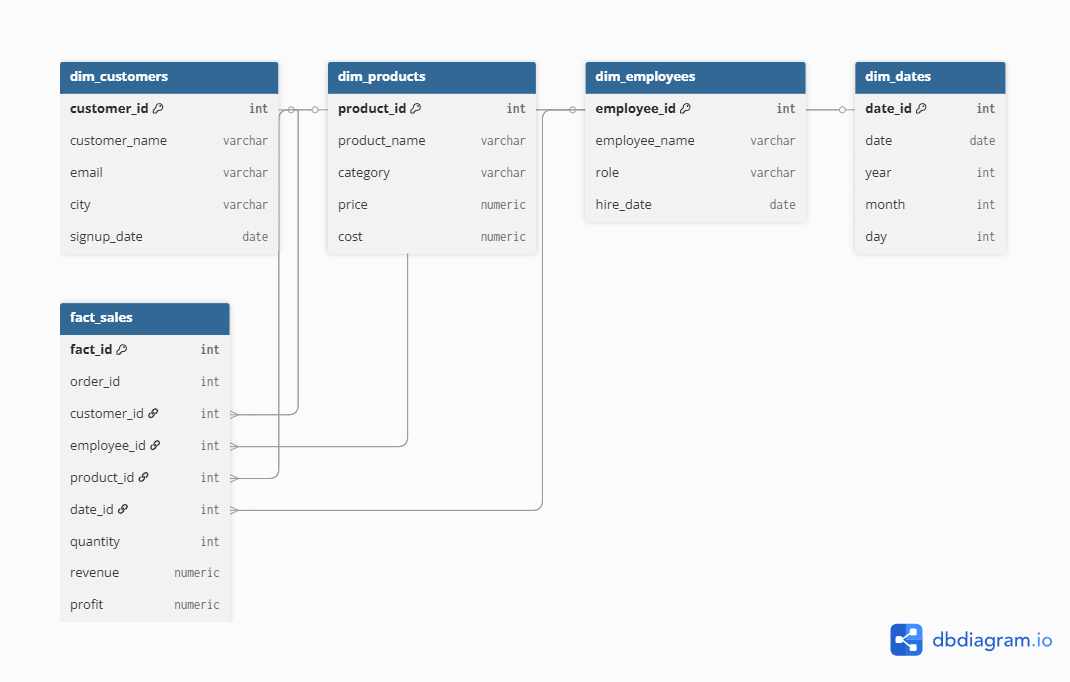 dim_customers
customer_id int
customer_name varchar
email varchar
city varchar
signup_date date
dim_products
product_id int
product_name varchar
category varchar
price numeric
cost numeric
dim_employees
employee_id int
employee_name varchar
role varchar
hire_date date
dim_dates
date_id int
date date
year int
month int
day int
fact_sales
fact_id int
order_id int
customer_id int
employee_id int
product_id int
date_id int
quantity int
revenue numeric
profit numeric
dbdiagram.io